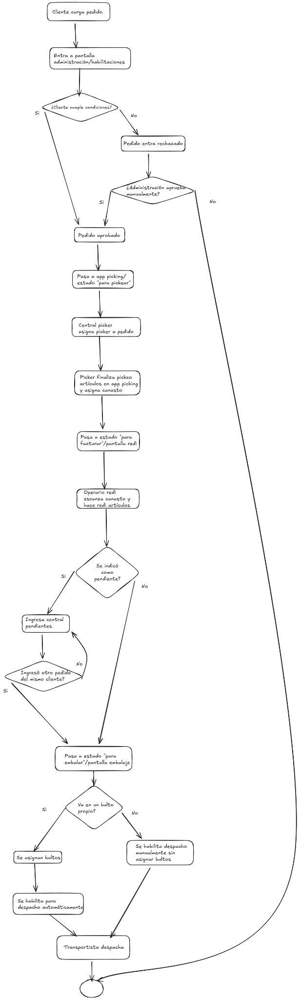 Cliente carga pedido
Entra a pantalla
administración/habilitaciones
¿Cliente cumple condiciones?
Si
No
Pedido entra rechazado
¿Administración aprueba
manualmente?
Si
No
Pedido aprobado
Pasa a app picking/
estado "para pickear"
Central picker
asigna picker a pedido
Picker finaliza pickeo
artículos en app picking
y asigna canasto
Pasa a estado "para
facturar"/pantalla redi
Operario redi
escanea canasto y
hace redi artículos
Se indicó
como
pendiente?
Si
No
Ingresa central
pendientes
No
Ingresó otro pedido
del mismo cliente?
Si
Pasa a estado "para
embalar"/pantalla embalaje
Va en un bulto
propio?
Si
No
Se habilita despacho
manualmente sin
asignar bultos
Se asignan bultos
Se habilita para
despacho automáticamente
Transportista despacha